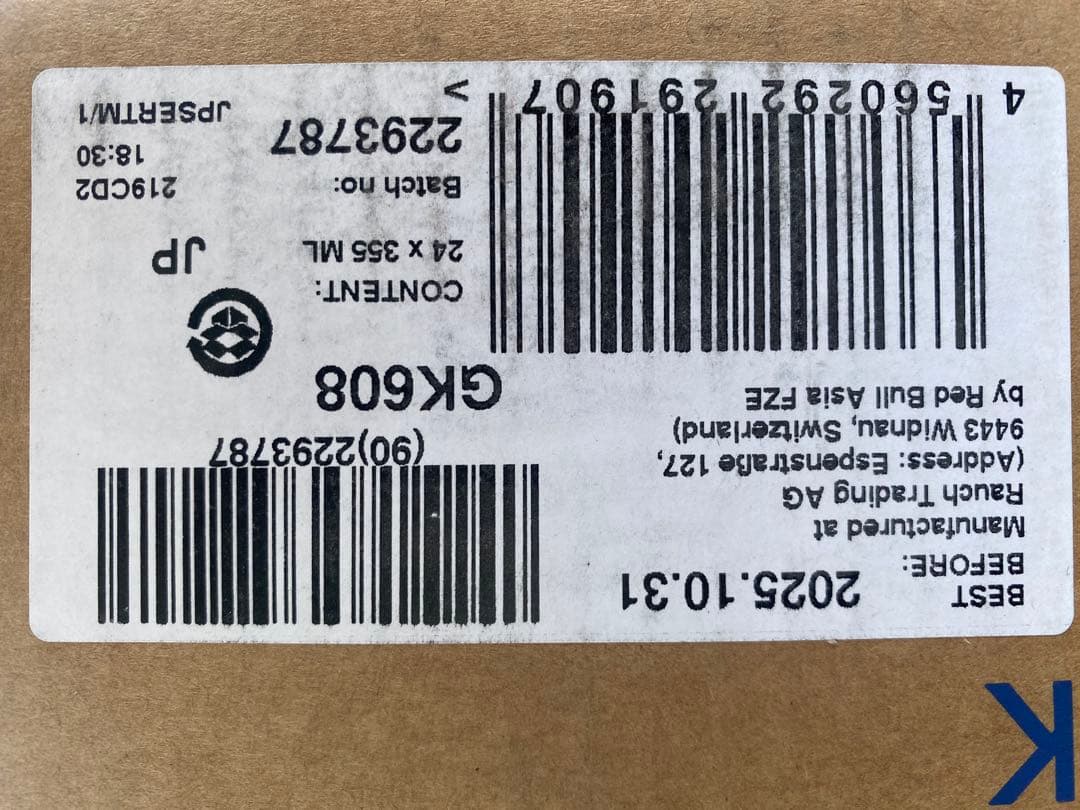 K
BEST
BEFORE: 2025.10.31
Manufactured at
Rauch Trading AG
(Address: Espenstraße 127,
9443 Widnau, Switzerland)
by Red Bull Asia FZE
4 560292 291907 >
(90)2293787
GK608
CONTENT:
24 x 355 ML
JP
Batch no:
2293787
219CD2
18:30
JPSERTM/1